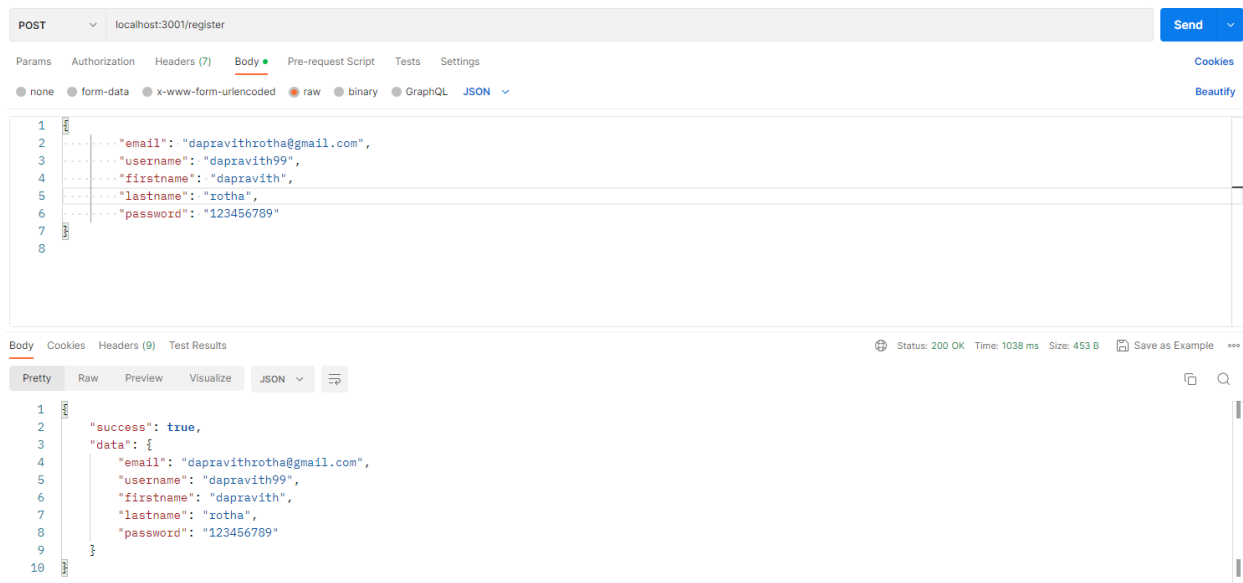 POST localhost:3001/register Send
Params Authorization Headers (7) Body Pre-request Script Tests Settings Cookies
none form-data x-www-form-urlencoded raw binary GraphQL JSON Beautify
1 {
2 "email": "dapravithrotha@gmail.com",
3 "username": "dapravith99",
4 "firstname": "dapravith",
5 "lastname": "rotha",
6 "password": "123456789"
7 }
8
Body Cookies Headers (9) Test Results Status: 200 OK Time: 1038 ms Size: 453 B Save as Example
Pretty Raw Preview Visualize JSON
1 {
2 "success": true,
3 "data": {
4 "email": "dapravithrotha@gmail.com",
5 "username": "dapravith99",
6 "firstname": "dapravith",
7 "lastname": "rotha",
8 "password": "123456789"
9 }
10 }